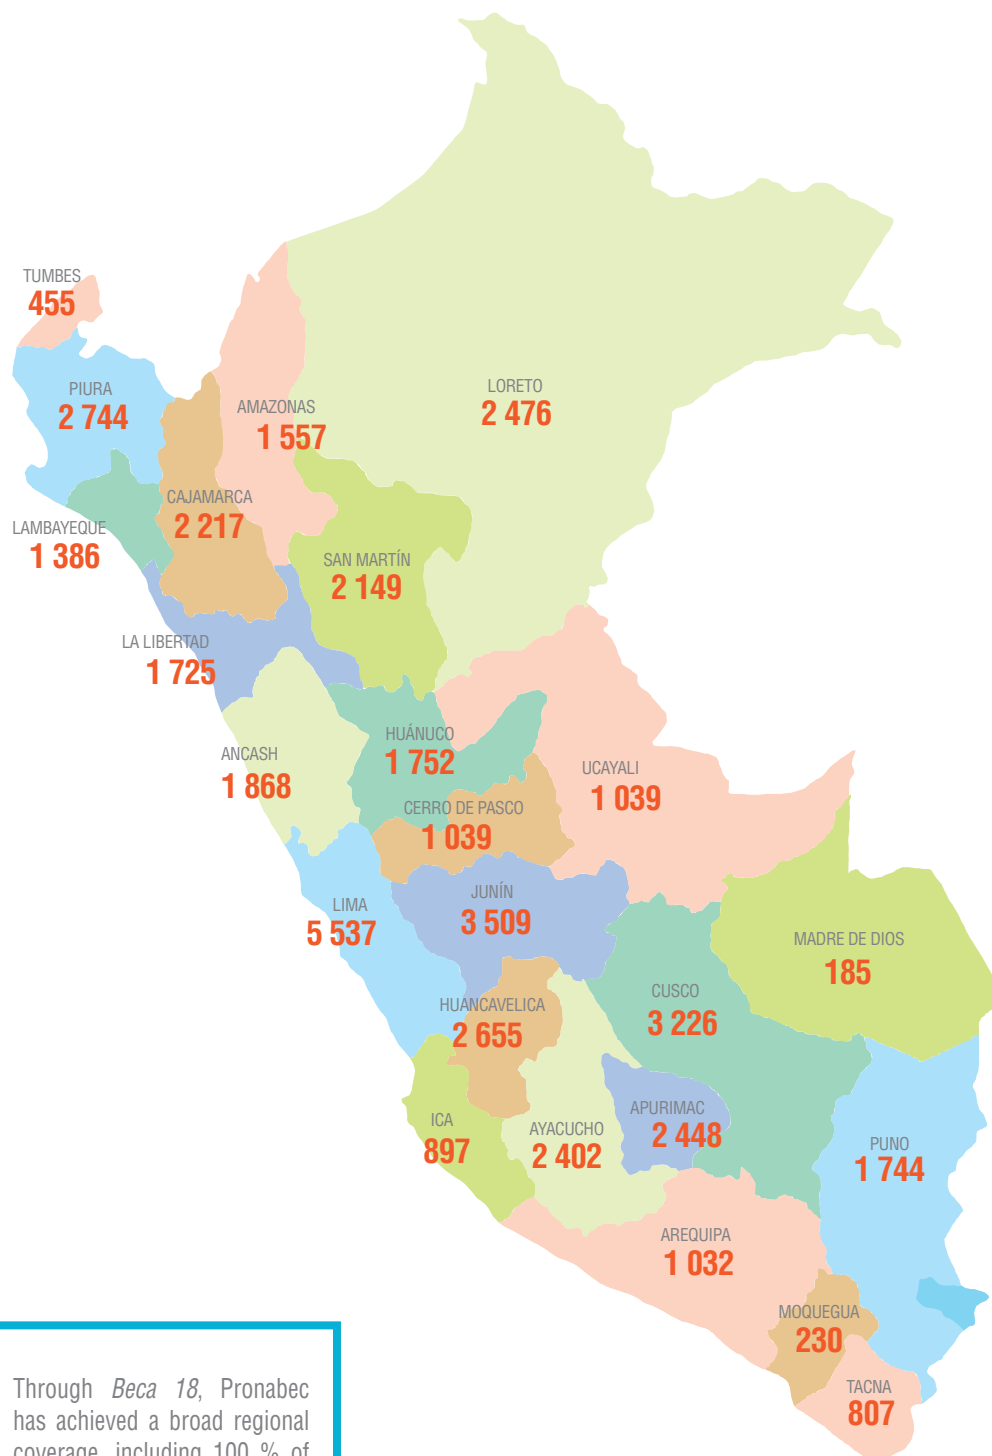 TUMBES
455
PIURA
2 744
LORETO
2 476
AMAZONAS
1 557
CAJAMARCA
2 217
LAMBAYEQUE
1 386
SAN MARTÍN
2 149
LA LIBERTAD
1 725
HUÁNUCO
1 752
ANCASH
1 868
UCAYALI
1 039
CERRO DE PASCO
1 039
JUNÍN
3 509
LIMA
5 537
MADRE DE DIOS
185
CUSCO
3 226
HUANCAVELICA
2 655
ICA
897
AYACUCHO
2 402
APURIMAC
2 448
PUNO
1 744
AREQUIPA
1 032
MOQUEGUA
230
TACNA
807
Through Beca 18, Pronabec
has achieved a broad regional
coverage, including 100 % of